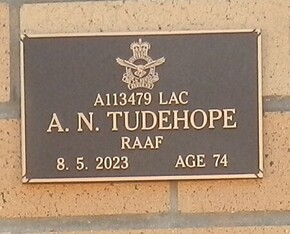 A113479 LAC
A. N. TUDEHOPE
RAAF
8. 5. 2023 AGE 74